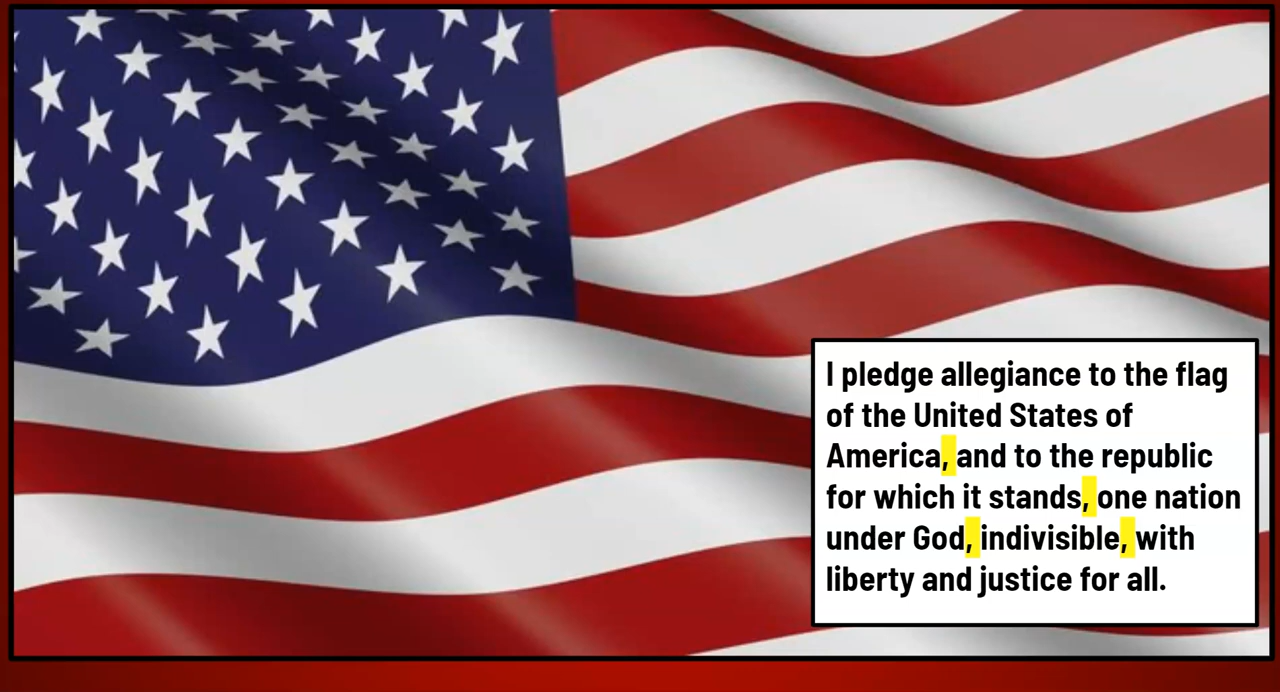 I pledge allegiance to the flag
of the United States of
America, and to the republic
for which it stands, one nation
under God, indivisible, with
liberty and justice for all.